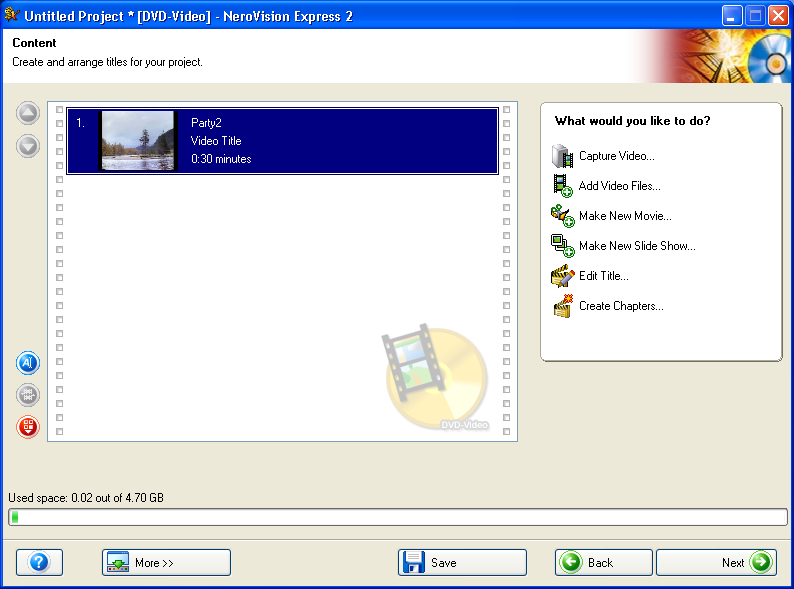 Untitled Project * [DVD-Video] - NeroVision Express 2
Content
Create and arrange titles for your project.
1.
Party2
Video Title
0:30 minutes
DVD-Video
What would you like to do?
Capture Video...
Add Video Files...
Make New Movie...
Make New Slide Show...
Edit Title...
Create Chapters...
A
Used space: 0.02 out of 4.70 GB
?
More >>
Save
Back
Next